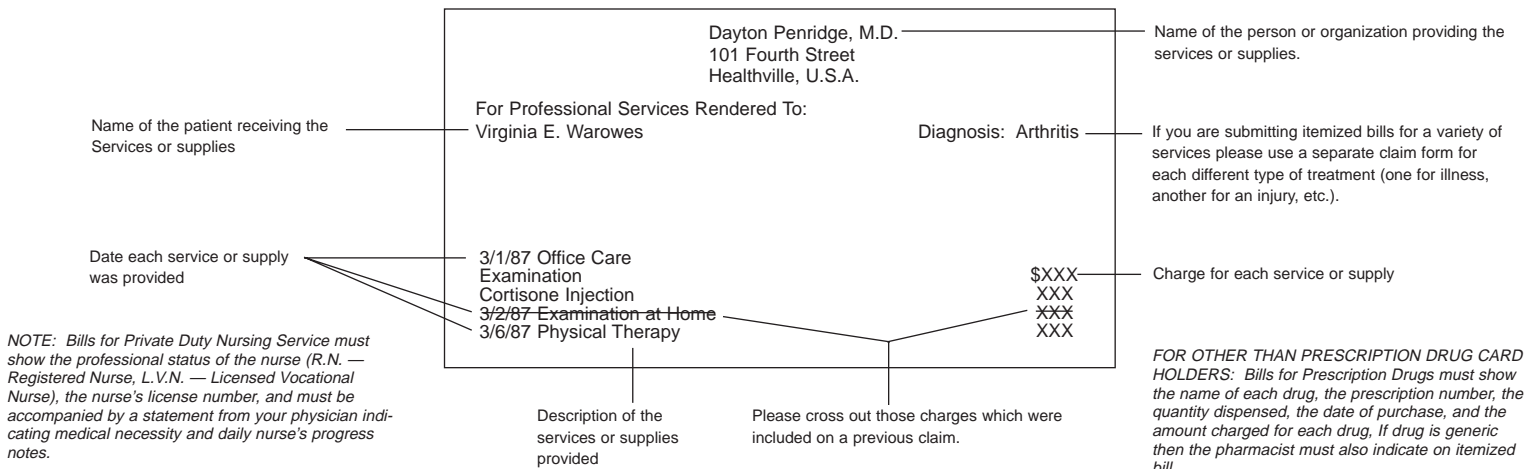 Dayton Penridge, M.D.
101 Fourth Street
Healthville, U.S.A.
Name of the person or organization providing the
services or supplies.
For Professional Services Rendered To:
Virginia E. Warowes
Diagnosis: Arthritis
Name of the patient receiving the
Services or supplies
If you are submitting itemized bills for a variety of
services please use a separate claim form for
each different type of treatment (one for illness,
another for an injury, etc.).
Date each service or supply
was provided
3/1/87 Office Care
Examination $XXX
Cortisone Injection XXX
3/2/87 Examination at Home XXX
3/6/87 Physical Therapy XXX
Charge for each service or supply
NOTE: Bills for Private Duty Nursing Service must
show the professional status of the nurse (R.N. —
Registered Nurse, L.V.N. — Licensed Vocational
Nurse), the nurse's license number, and must be
accompanied by a statement from your physician indi-
cating medical necessity and daily nurse's progress
notes.
Description of the
services or supplies
provided
Please cross out those charges which were
included on a previous claim.
FOR OTHER THAN PRESCRIPTION DRUG CARD
HOLDERS: Bills for Prescription Drugs must show
the name of each drug, the prescription number, the
quantity dispensed, the date of purchase, and the
amount charged for each drug, If drug is generic
then the pharmacist must also indicate on itemized
bill